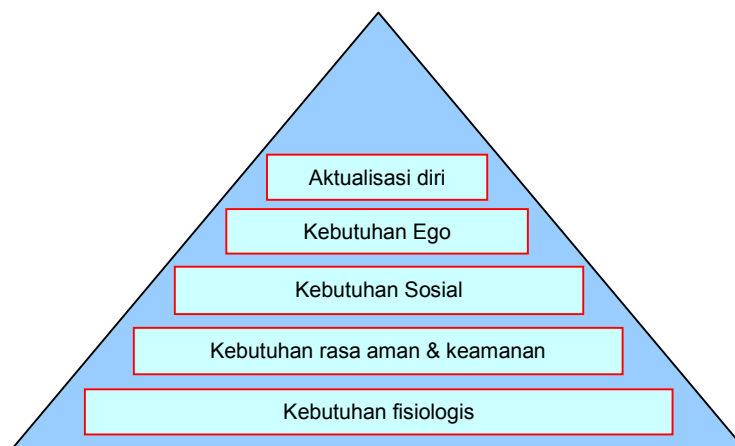 Aktualisasi diri
Kebutuhan Ego
Kebutuhan Sosial
Kebutuhan rasa aman & keamanan
Kebutuhan fisiologis